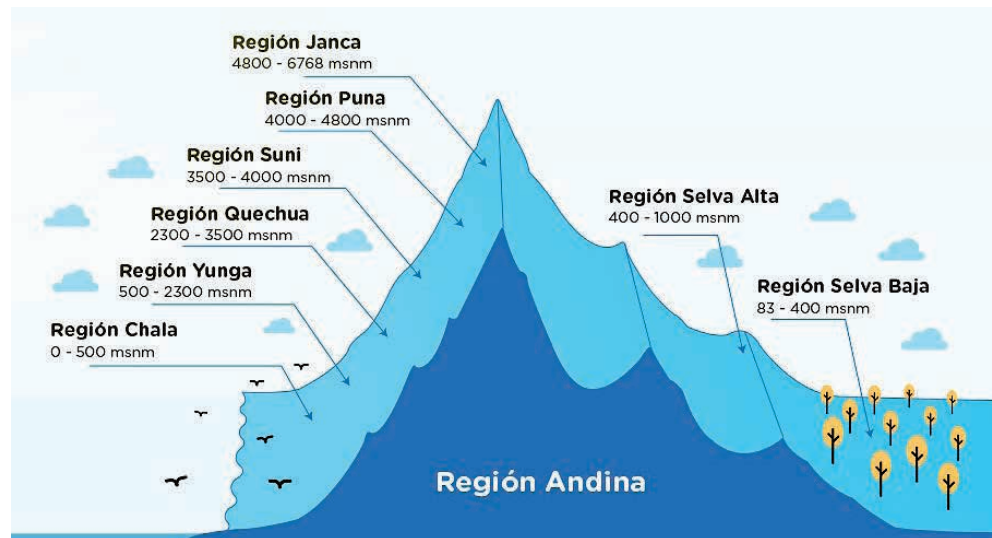 Región Janca
4800 - 6768 msnm
Región Puna
4000 - 4800 msnm
Región Suni
3500 - 4000 msnm
Región Quechua
2300 - 3500 msnm
Región Yunga
500 - 2300 msnm
Región Chala
0 - 500 msnm
Región Selva Alta
400 - 1000 msnm
Región Selva Baja
83 - 400 msnm
Región Andina